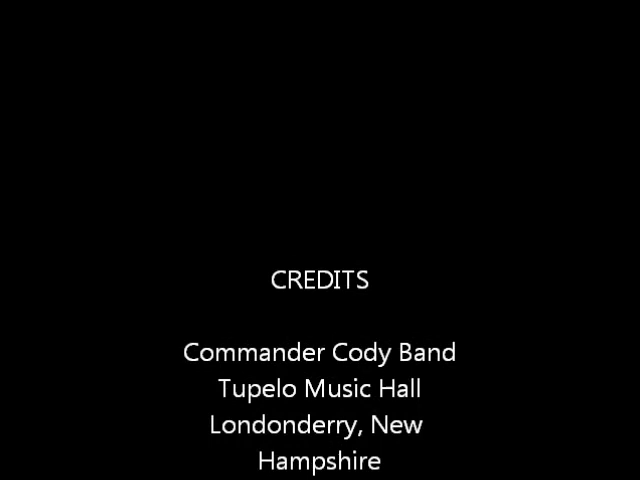 CREDITS
Commander Cody Band
Tupelo Music Hall
Londonderry, New
Hampshire